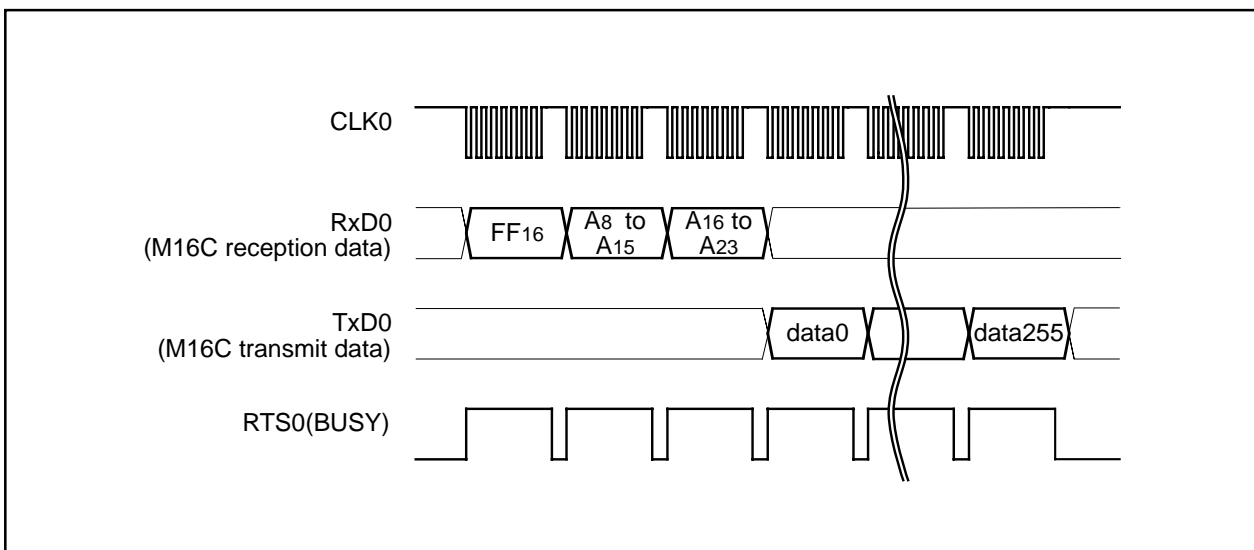 CLK0
RxD0
(M16C reception data)
FF16
A8 to
A15
A16 to
A23
TxD0
(M16C transmit data)
data0
data255
RTS0(BUSY)